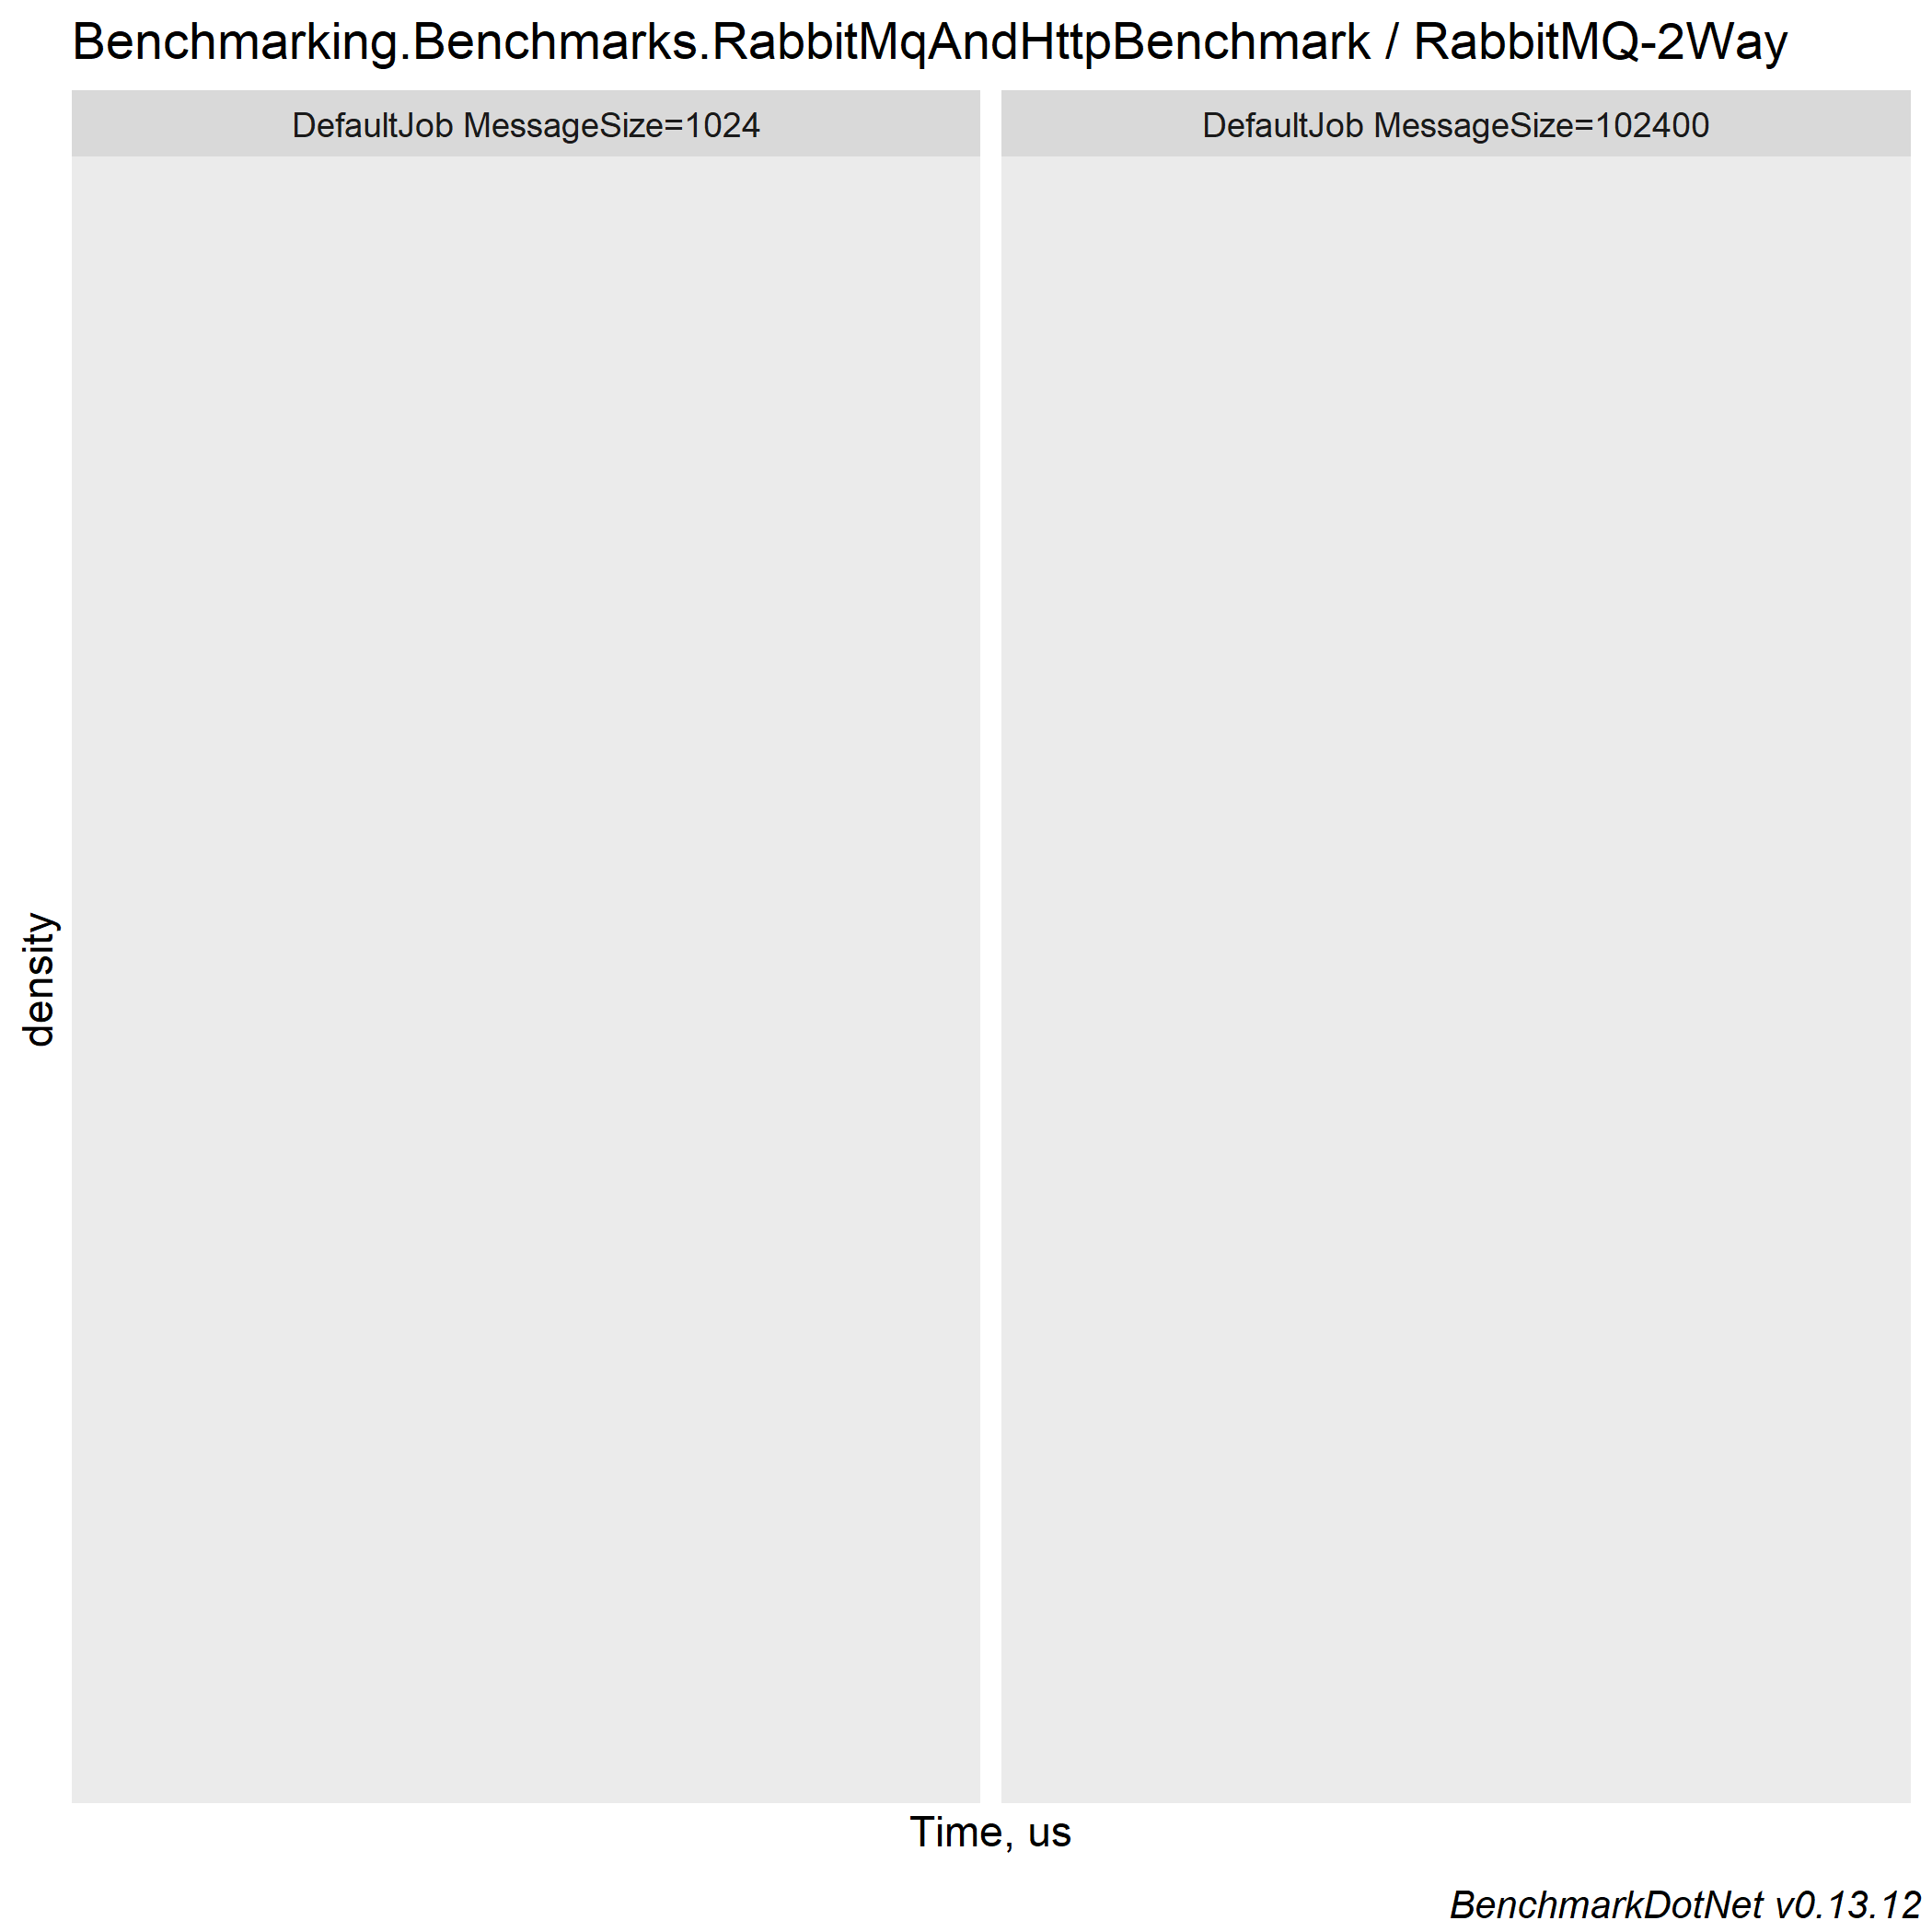 Benchmarking.Benchmarks.RabbitMqAndHttpBenchmark / RabbitMQ-2Way
DefaultJob MessageSize=1024
DefaultJob MessageSize=102400
density
Time, us
BenchmarkDotNet v0.13.12